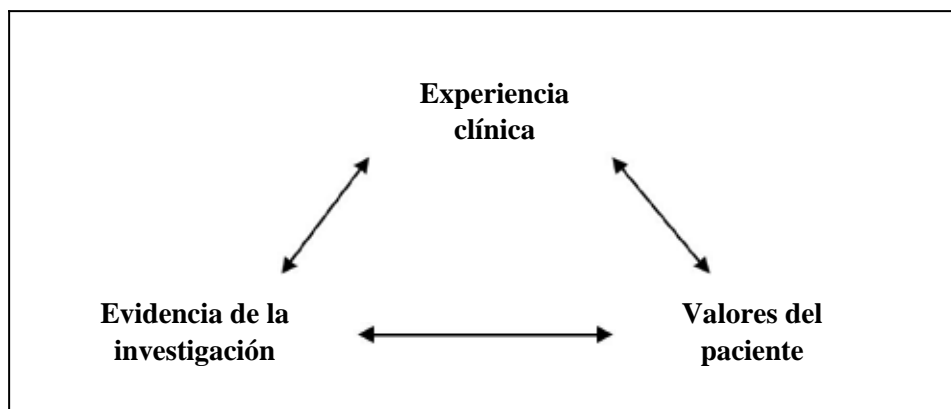 Experiencia
clínica
Evidencia de la
investigación
Valores del
paciente